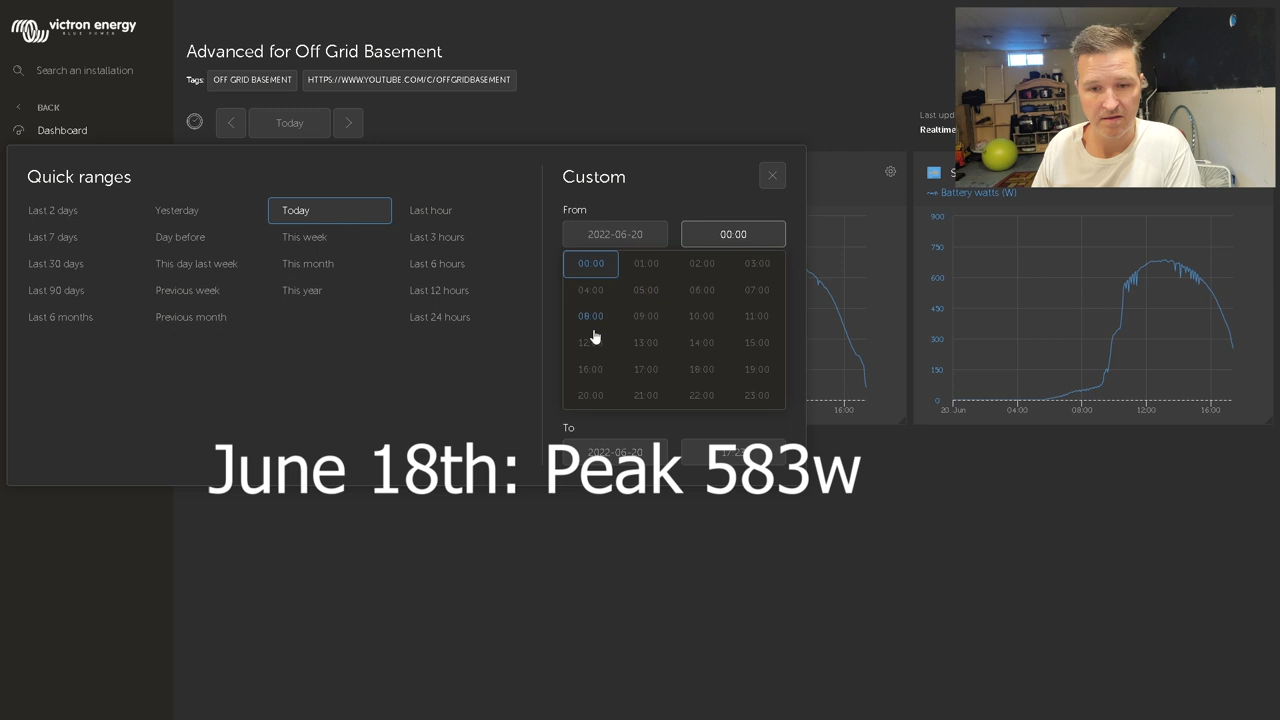 victron energy
BLUE POWER
Search an installation
BACK
Dashboard
Advanced for Off Grid Basement
Tags: OFF GRID BASEMENT HTTPS://WWW.YOUTUBE.COM/C/OFFGRIDBASEMENT
Today
Last upd
Realtime
Quick ranges
Last 2 days Yesterday Today Last hour
Last 7 days Day before This week Last 3 hours
Last 30 days This day last week This month Last 6 hours
Last 90 days Previous week This year Last 12 hours
Last 6 months Previous month Last 24 hours
Custom
From
2022-06-20 00:00
00:00 01:00 02:00 03:00
04:00 05:00 06:00 07:00
08:00 09:00 10:00 11:00
13:00 14:00 15:00
16:00 17:00 18:00 19:00
20:00 21:00 22:00 23:00
To
2022-06-20
16:00
S
Battery watts (W)
900
750
600
450
300
150
0
20. Jun 04:00 08:00 12:00 16:00
June 18th: Peak 583w